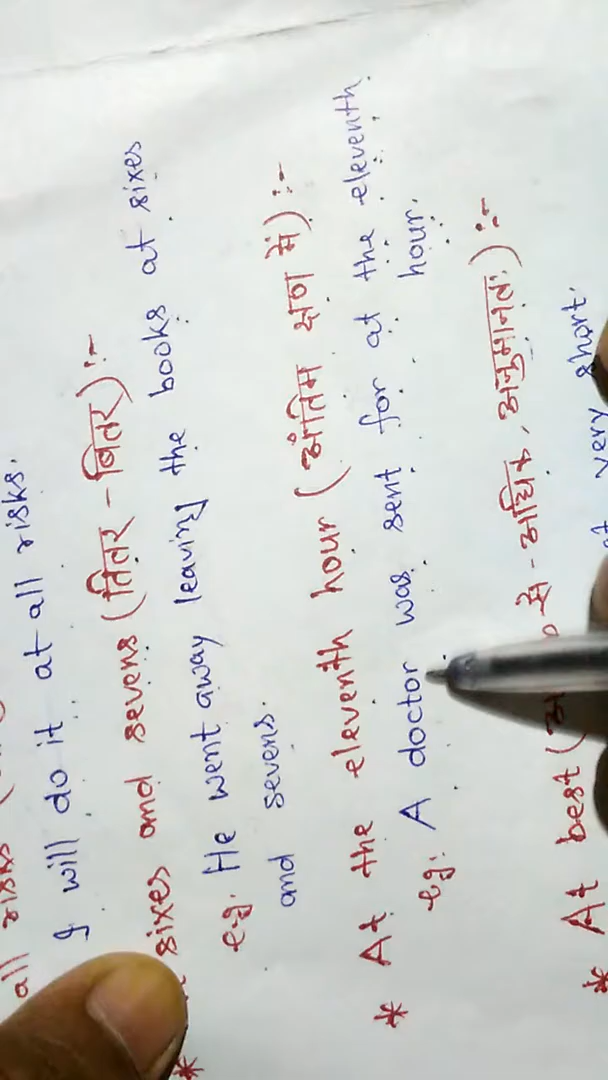 all risks
I will do it at all risks.
sixes and sevens (तितर - बितर) :-
e.g. He went away leaving the books at sixes
and sevens.
* At the eleventh hour (अंतिम क्षण में) :-
e.g. A doctor was sent for at the eleventh
hour.
* At best ( से - अधिक, अनुमानतः) :-
very short.